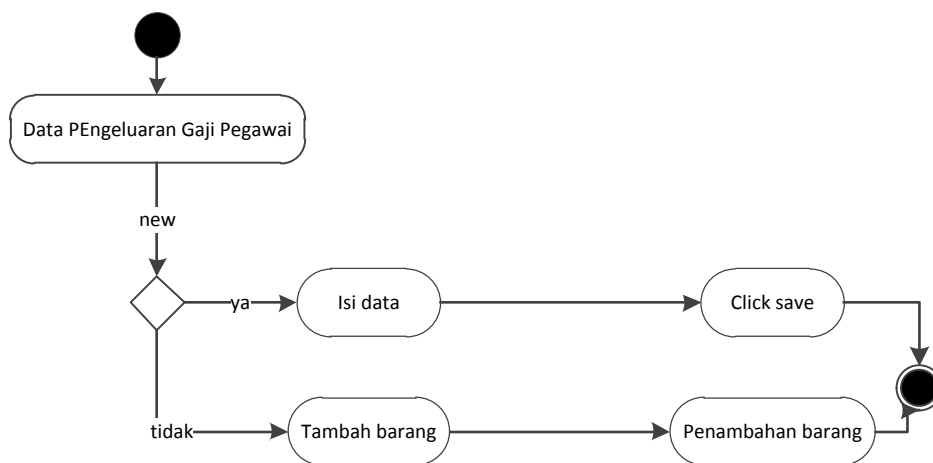 Data PEngeluaran Gaji Pegawai
new
ya
Isi data
Click save
tidak
Tambah barang
Penambahan barang